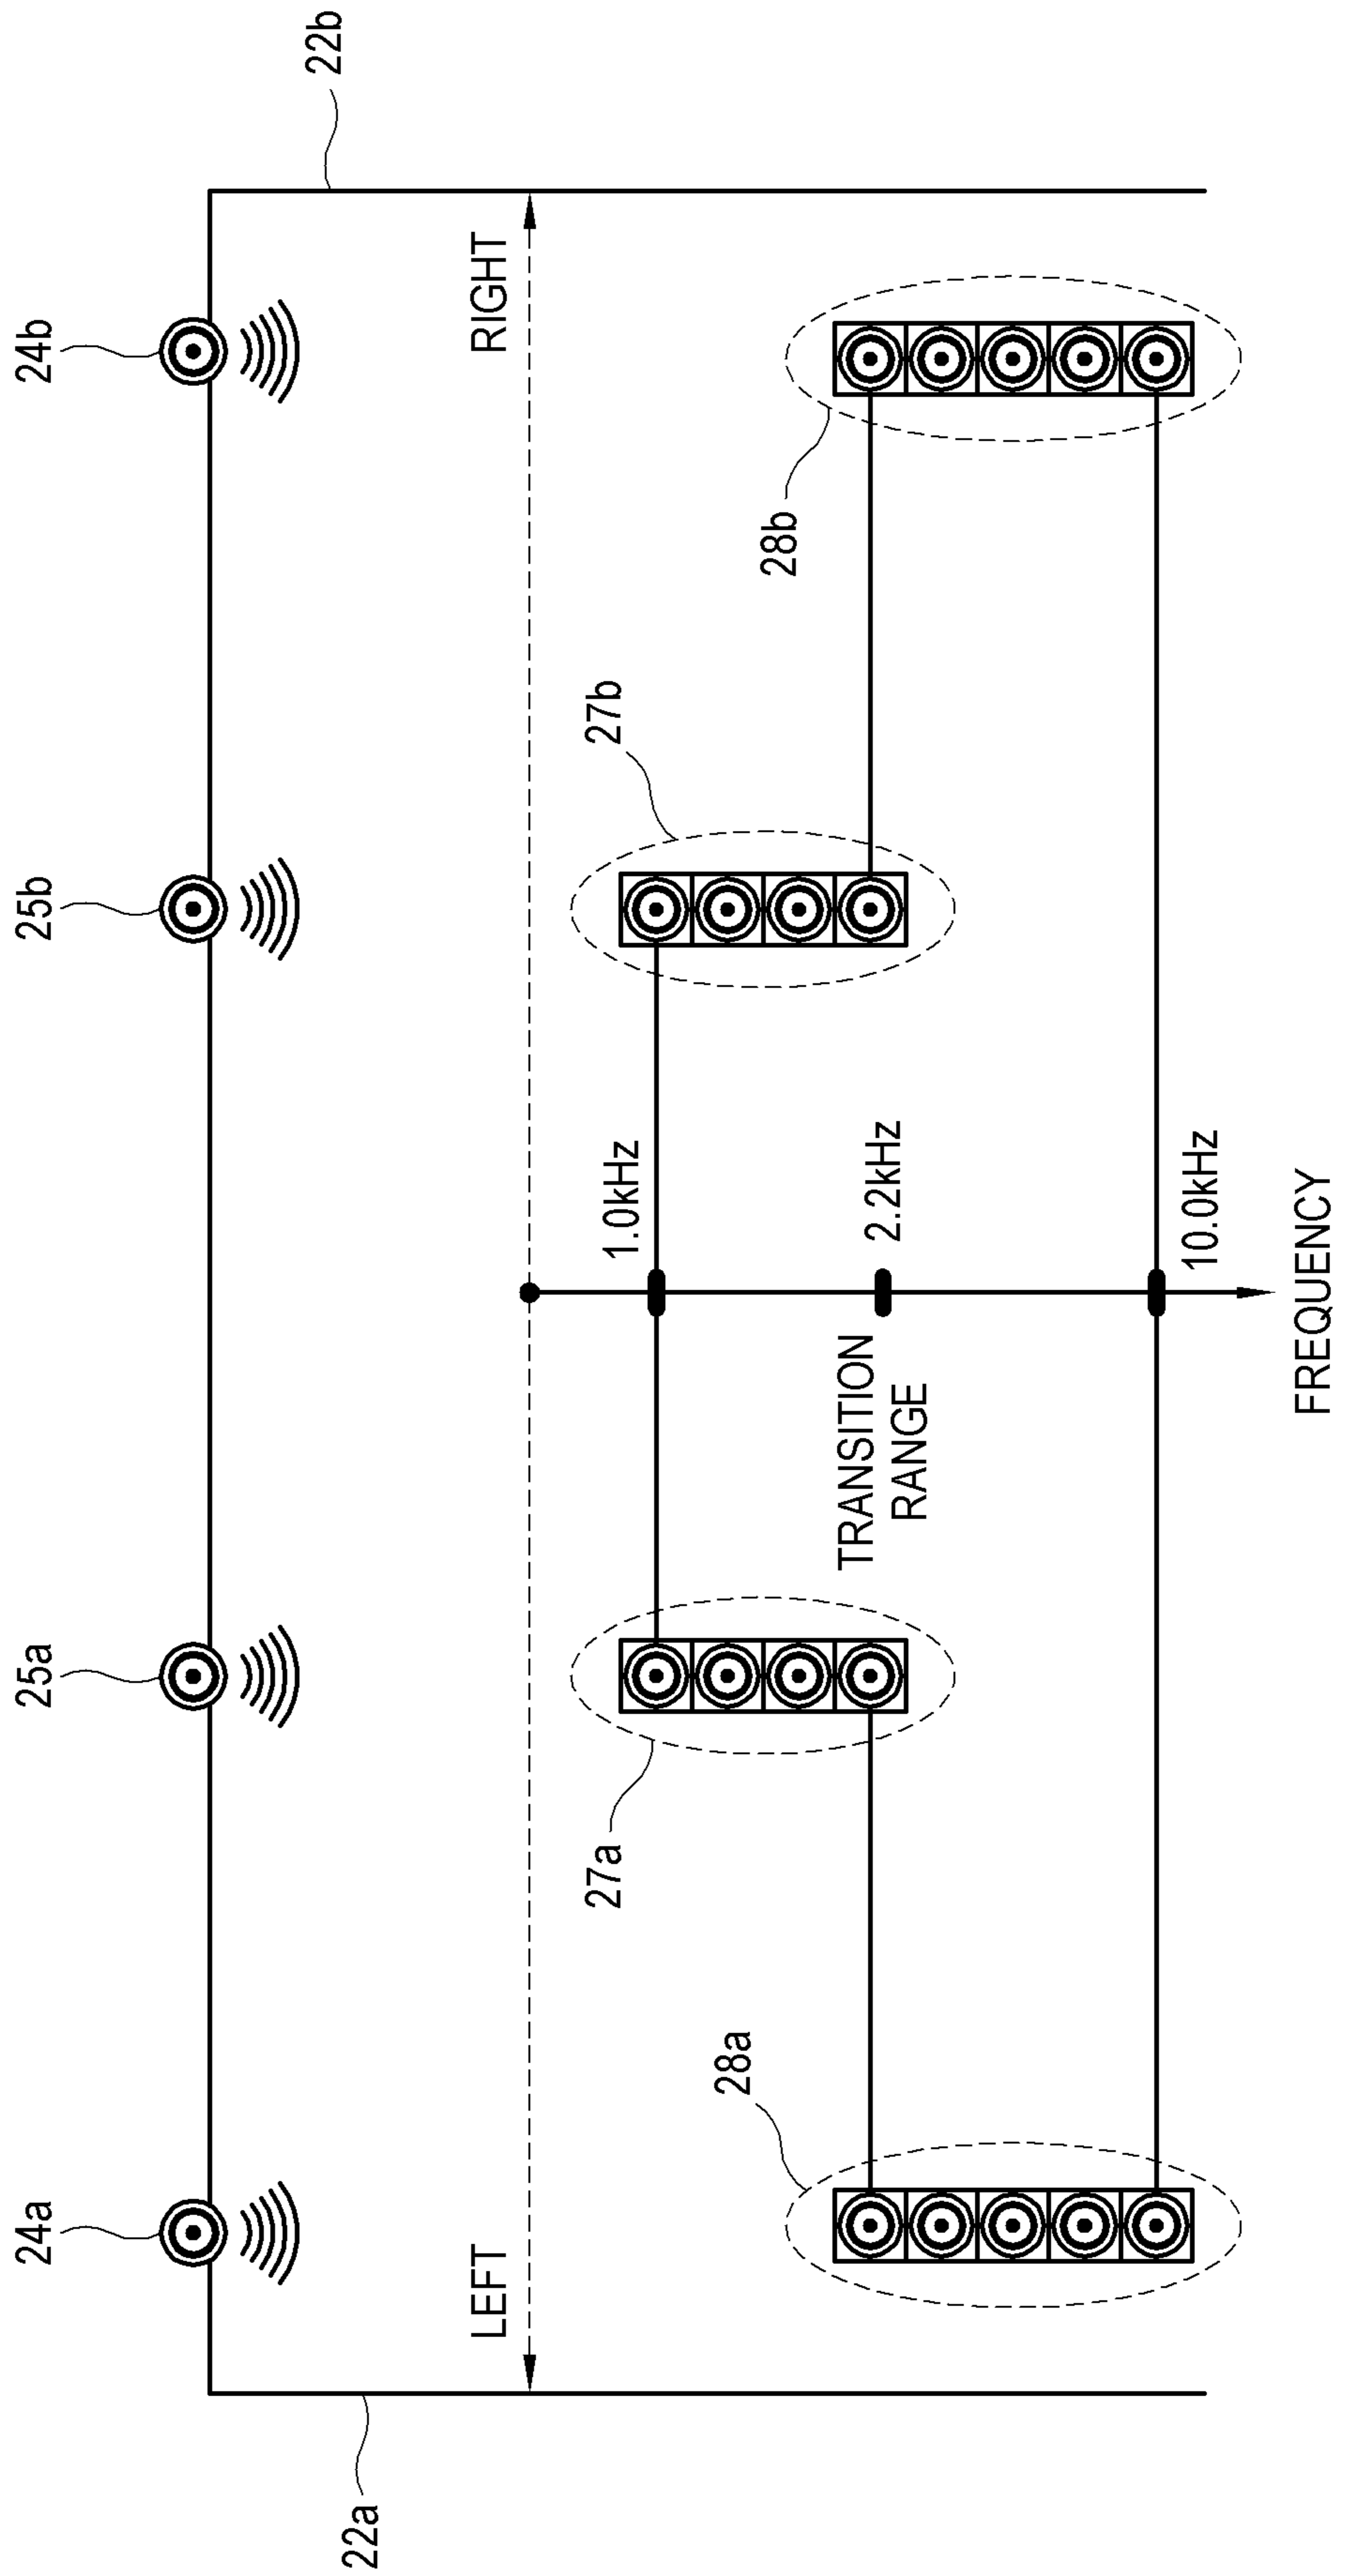 24a
25a
25b
24b
22a
22b
LEFT
RIGHT
27a
27b
1.0kHz
28a
28b
TRANSITION
RANGE
2.2kHz
10.0kHz
FREQUENCY